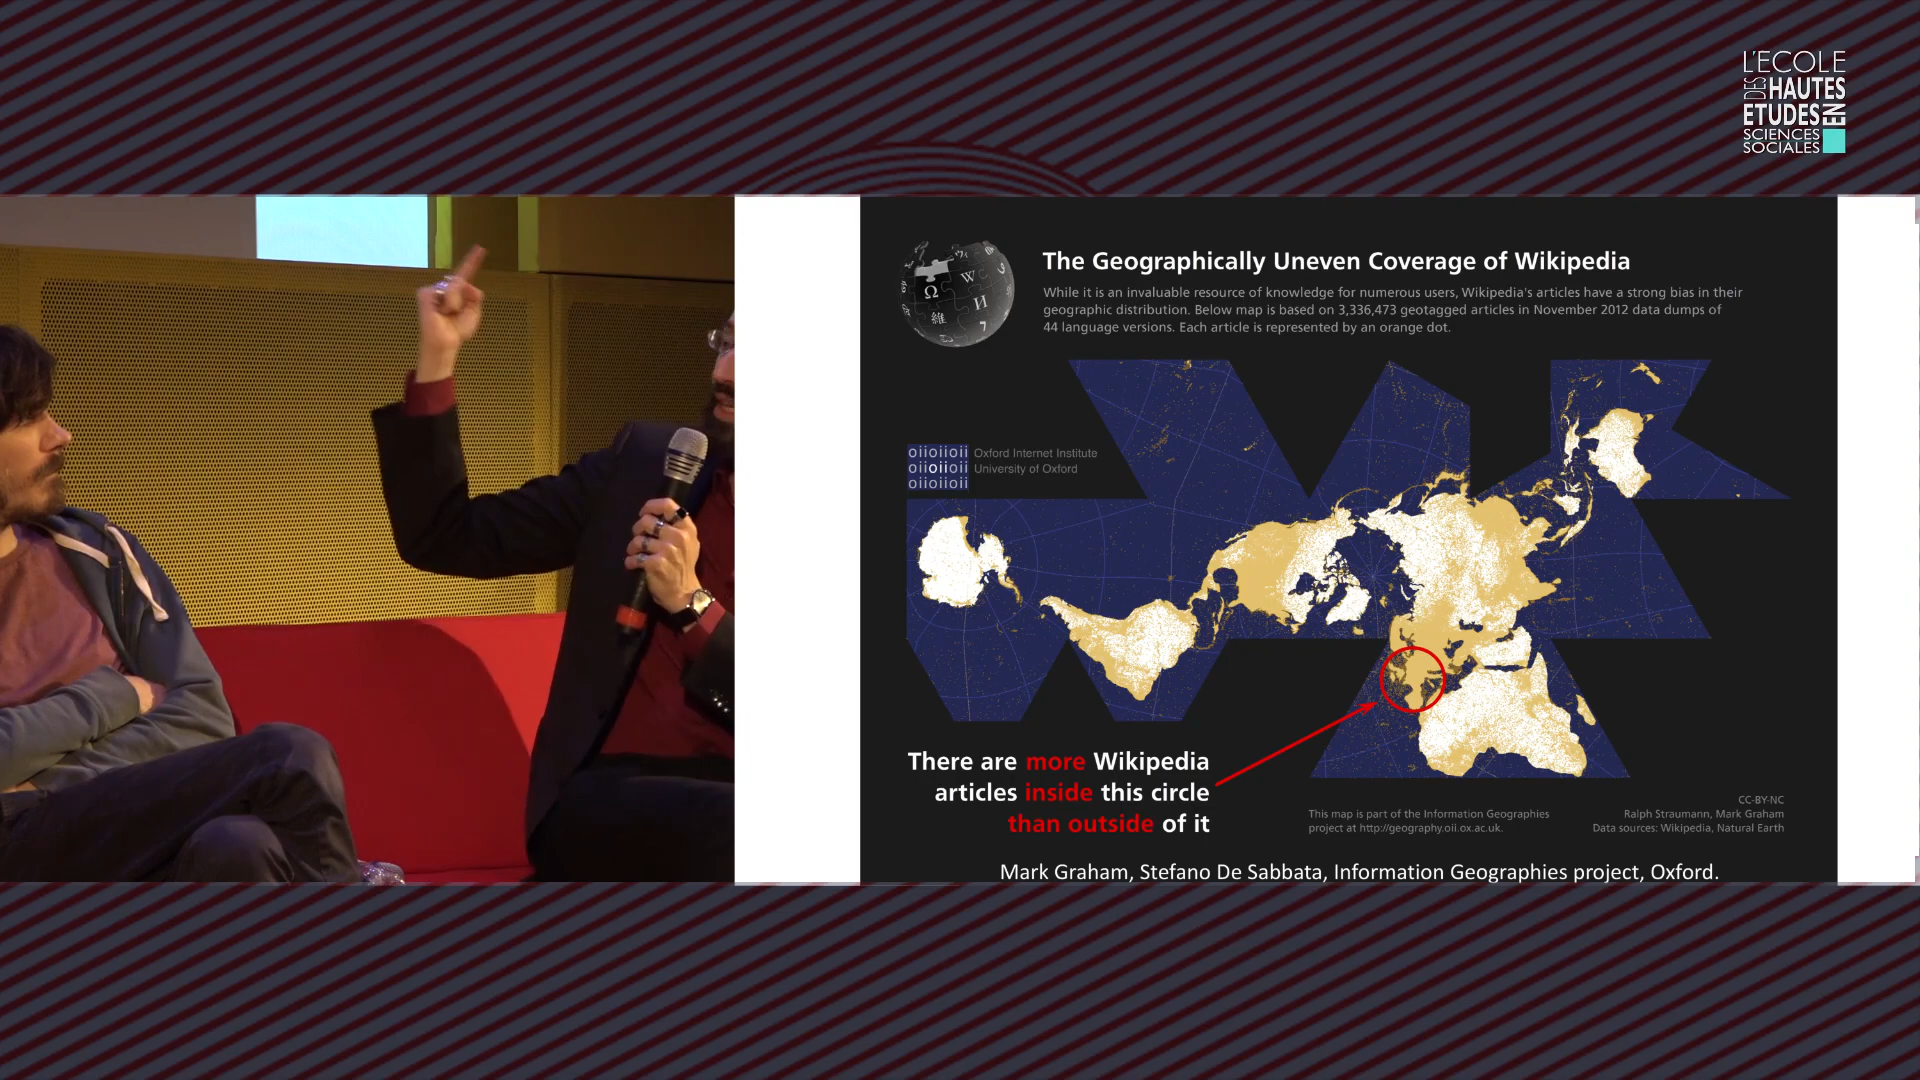 L'ECOLE
DES HAUTES
ETUDES EN
SCIENCES
SOCIALES
The Geographically Uneven Coverage of Wikipedia
While it is an invaluable resource of knowledge for numerous users, Wikipedia's articles have a strong bias in their
geographic distribution. Below map is based on 3,336,473 geotagged articles in November 2012 data dumps of
44 language versions. Each article is represented by an orange dot.
Ω
W
И
維
7
oiioiioii
oiioiioii
oiioiioii
Oxford Internet Institute
University of Oxford
There are more Wikipedia
articles inside this circle
than outside of it
This map is part of the Information Geographies
project at http://geography.oii.ox.ac.uk.
CC-BY-NC
Ralph Straumann, Mark Graham
Data sources: Wikipedia, Natural Earth
Mark Graham, Stefano De Sabbata, Information Geographies project, Oxford.